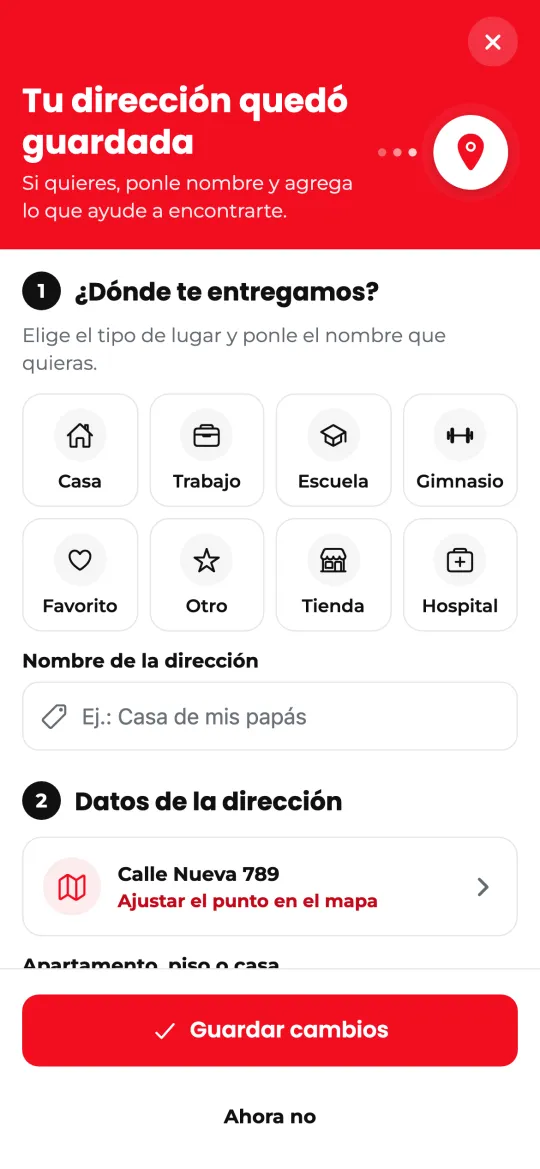 Tu dirección quedó
guardada
Si quieres, ponle nombre y agrega
lo que ayude a encontrarte.
1 ¿Dónde te entregamos?
Elige el tipo de lugar y ponle el nombre que
quieras.
Casa Trabajo Escuela Gimnasio
Favorito Otro Tienda Hospital
Nombre de la dirección
Ej.: Casa de mis papás
2 Datos de la dirección
Calle Nueva 789
Ajustar el punto en el mapa
Apartamento, piso o casa
Guardar cambios
Ahora no